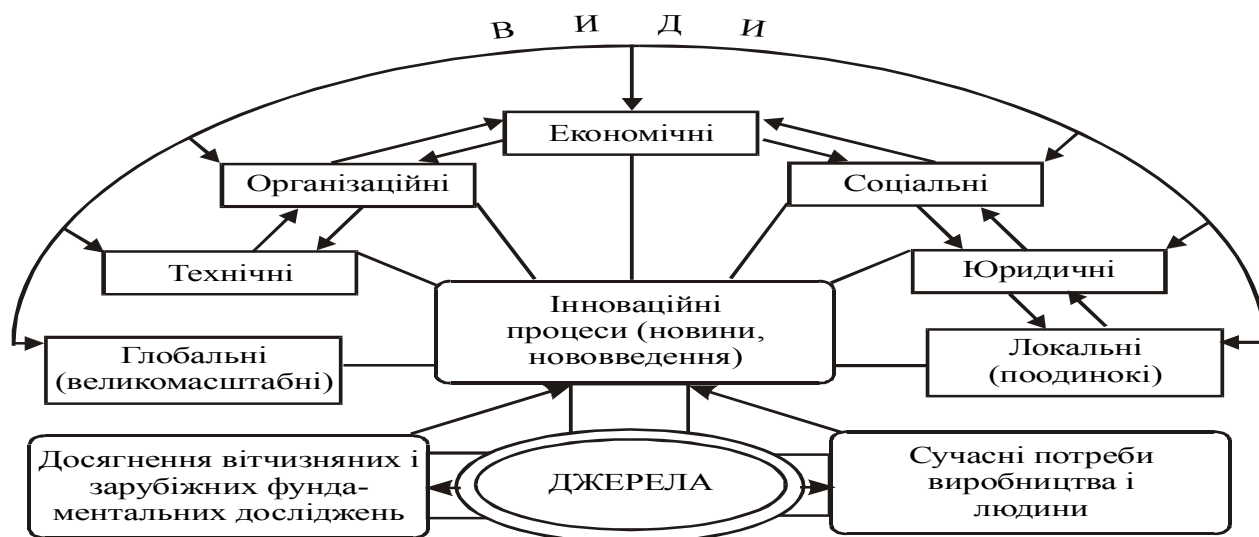 ВИДИ
Економічні
Організаційні
Соціальні
Технічні
Юридичні
Інноваційні
процеси (новини,
нововведення)
Глобальні
(великомасштабні)
Локальні
(поодинокі)
Досягнення вітчизняних і
зарубіжних фунда-
ментальних досліджень
ДЖЕРЕЛА
Сучасні потреби
виробництва і
людини